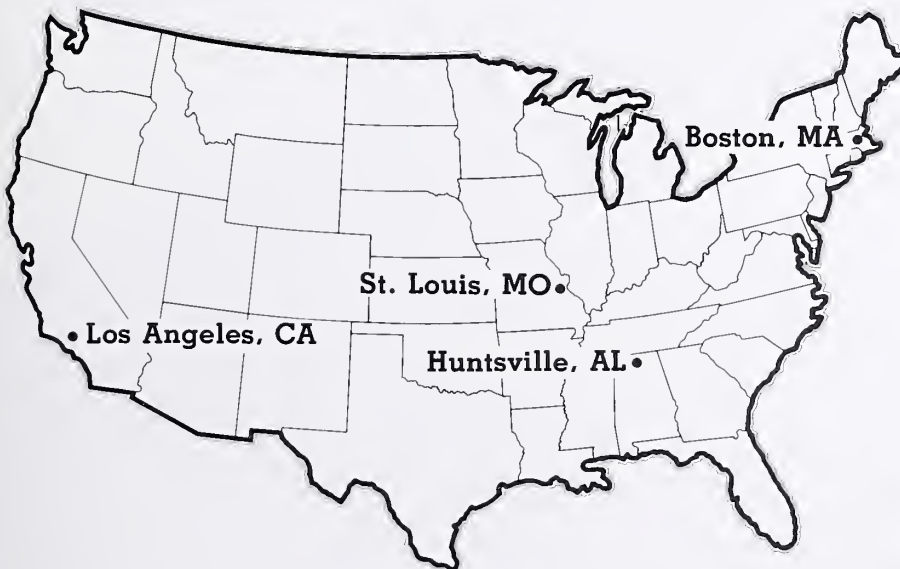 Boston, MA
St. Louis, MO
Los Angeles, CA
Huntsville, AL